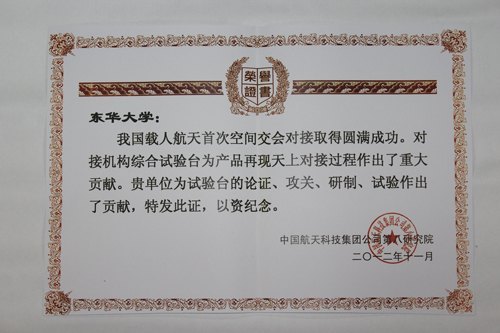 榮譽
證書
东华大学：
我国载人航天首次空间交会对接取得圆满成功。对
接机构综合试验台为产品再现天上对接过程作出了重大
贡献。贵单位为试验台的论证、攻关、研制、试验作出
了贡献，特发此证，以资纪念。
中国航天科技集团公司第八研究院
二〇一二年十一月